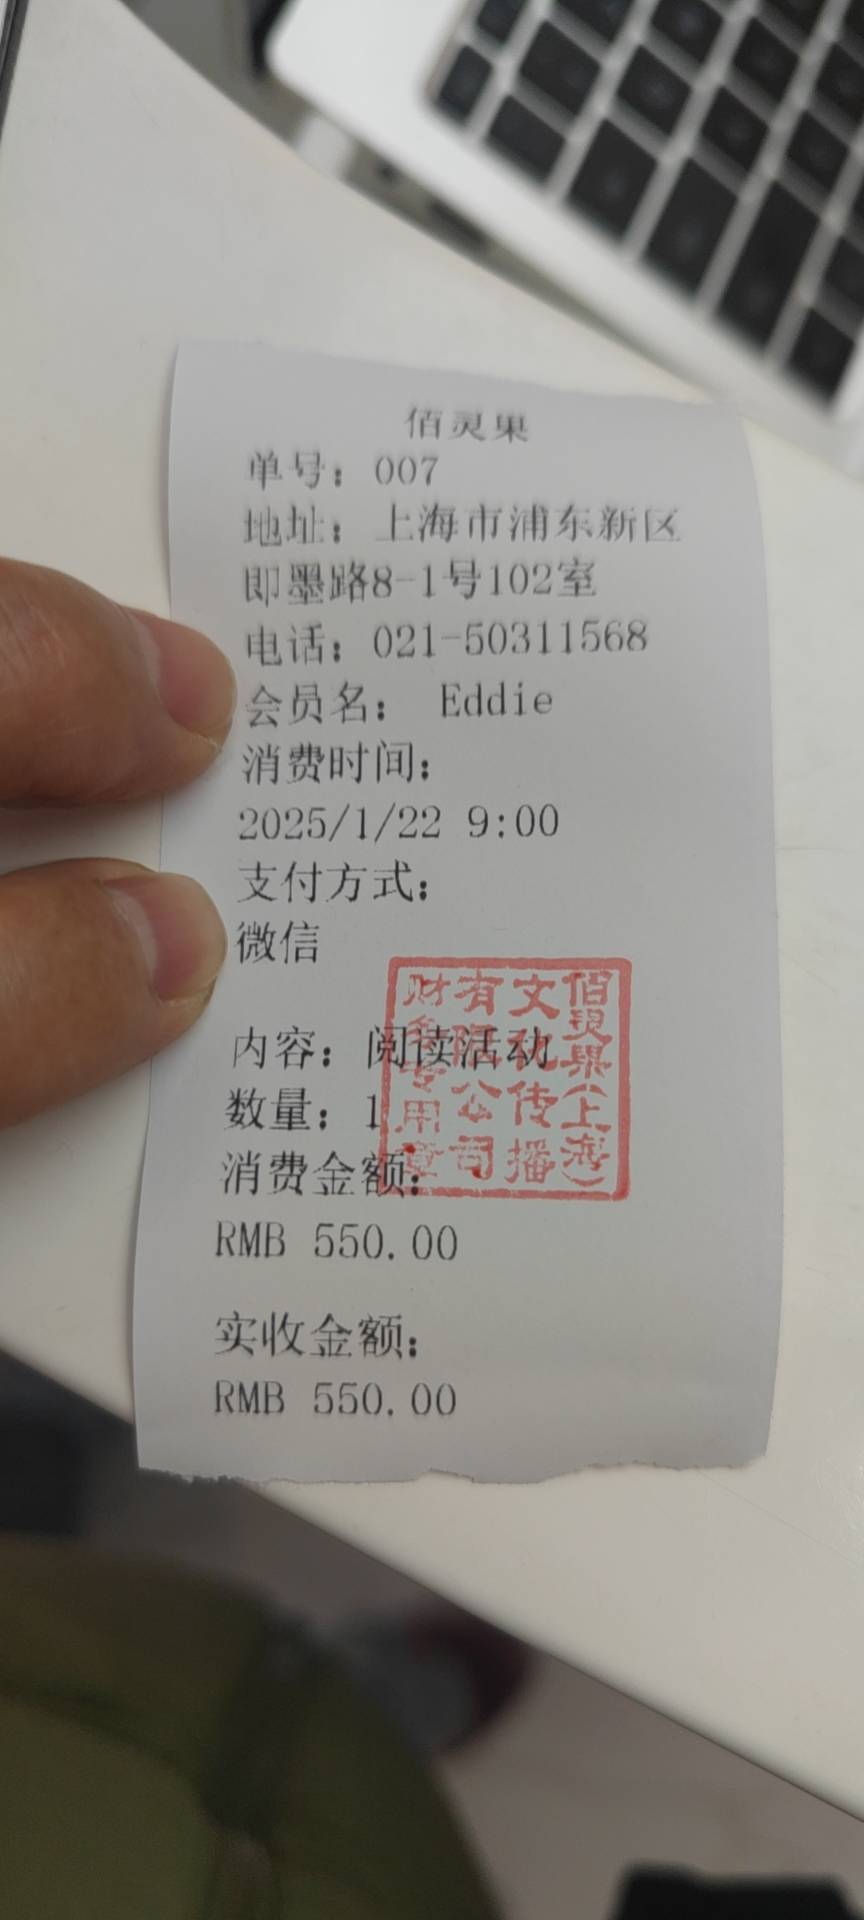 佰灵果
单号：007
地址：上海市浦东新区
即墨路8-1号102室
电话：021-50311568
会员名： Eddie
消费时间：
2025/1/22 9:00
支付方式：
微信
内容：阅读活动
数量：1
消费金额：
RMB 550.00
实收金额：
RMB 550.00
佰灵果(上海)
文化传播
有限公司
财务专用章